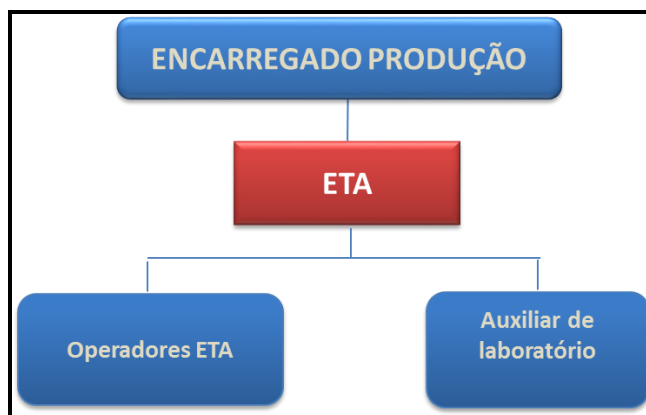 ENCARREGADO PRODUÇÃO
ETA
Operadores ETA
Auxiliar de
laboratório